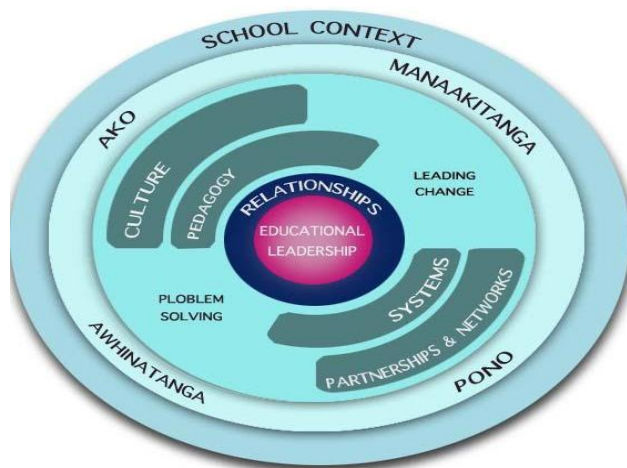 SCHOOL CONTEXT
AKO
MANAAKITANGA
CULTURE
PEDAGOGY
RELATIONSHIPS
EDUCATIONAL
LEADERSHIP
LEADING
CHANGE
PLOBLEM
SOLVING
SYSTEMS
PARTNERSHIPS & NETWORKS
AWHINATANGA
PONO